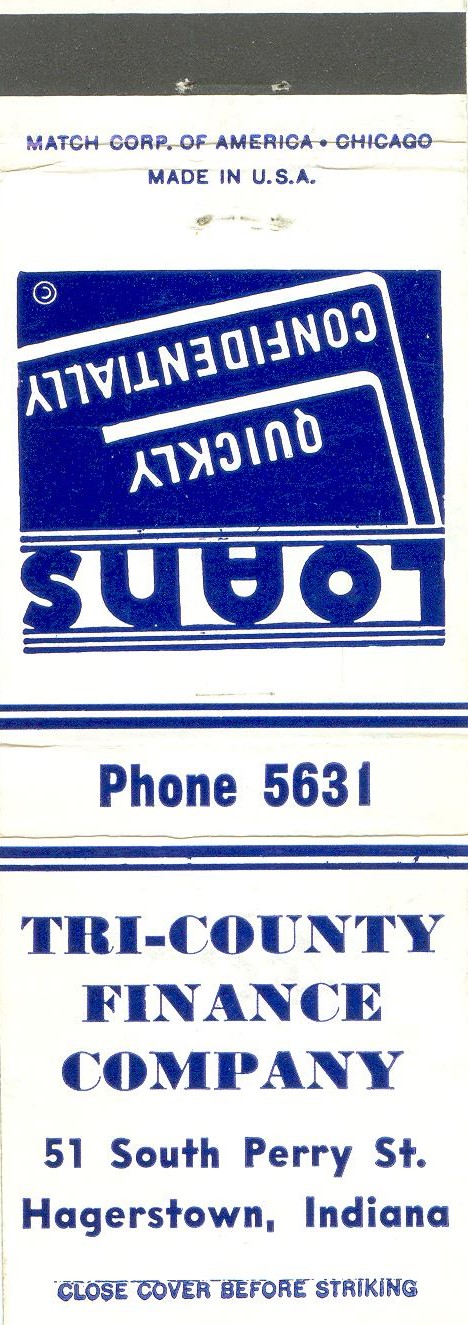 MATCH CORP. OF AMERICA • CHICAGO
MADE IN U.S.A.
LOANS
QUICKLY
CONFIDENTIALLY
©
Phone 5631
TRI-COUNTY
FINANCE
COMPANY
51 South Perry St.
Hagerstown, Indiana
CLOSE COVER BEFORE STRIKING